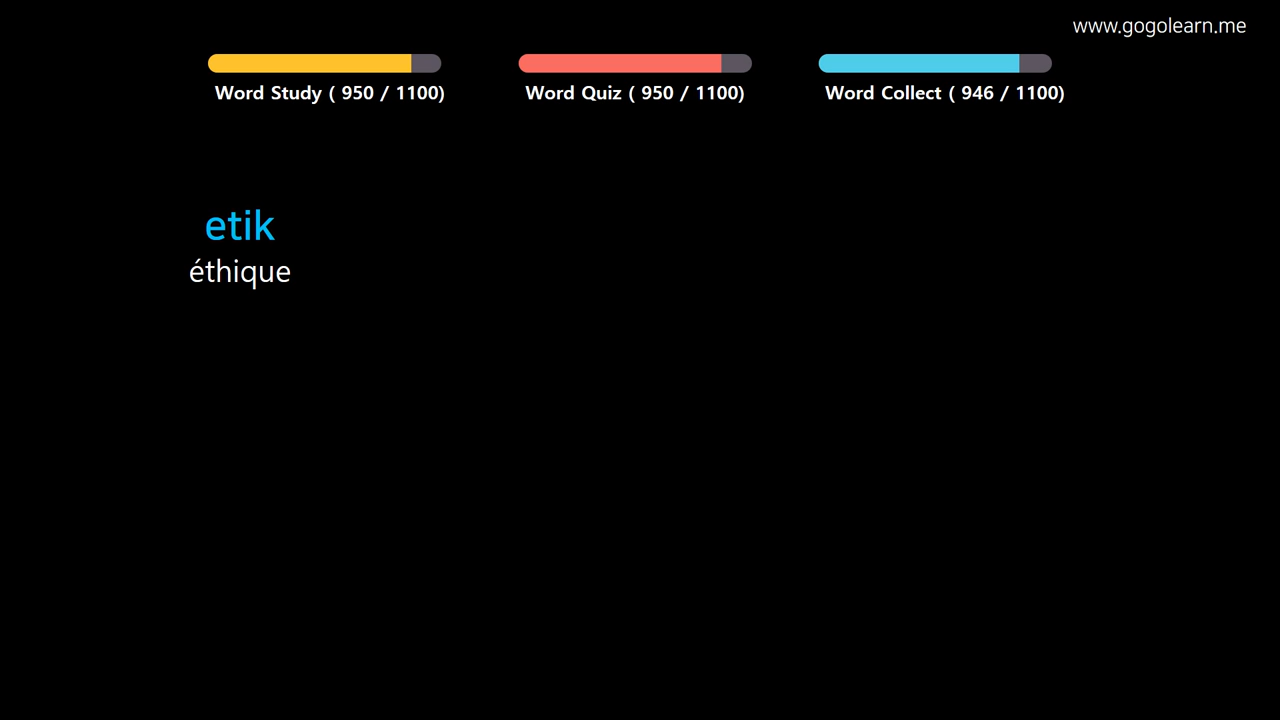 www.gogolearn.me
Word Study ( 950 / 1100)
Word Quiz ( 950 / 1100)
Word Collect ( 946 / 1100)
etik
éthique